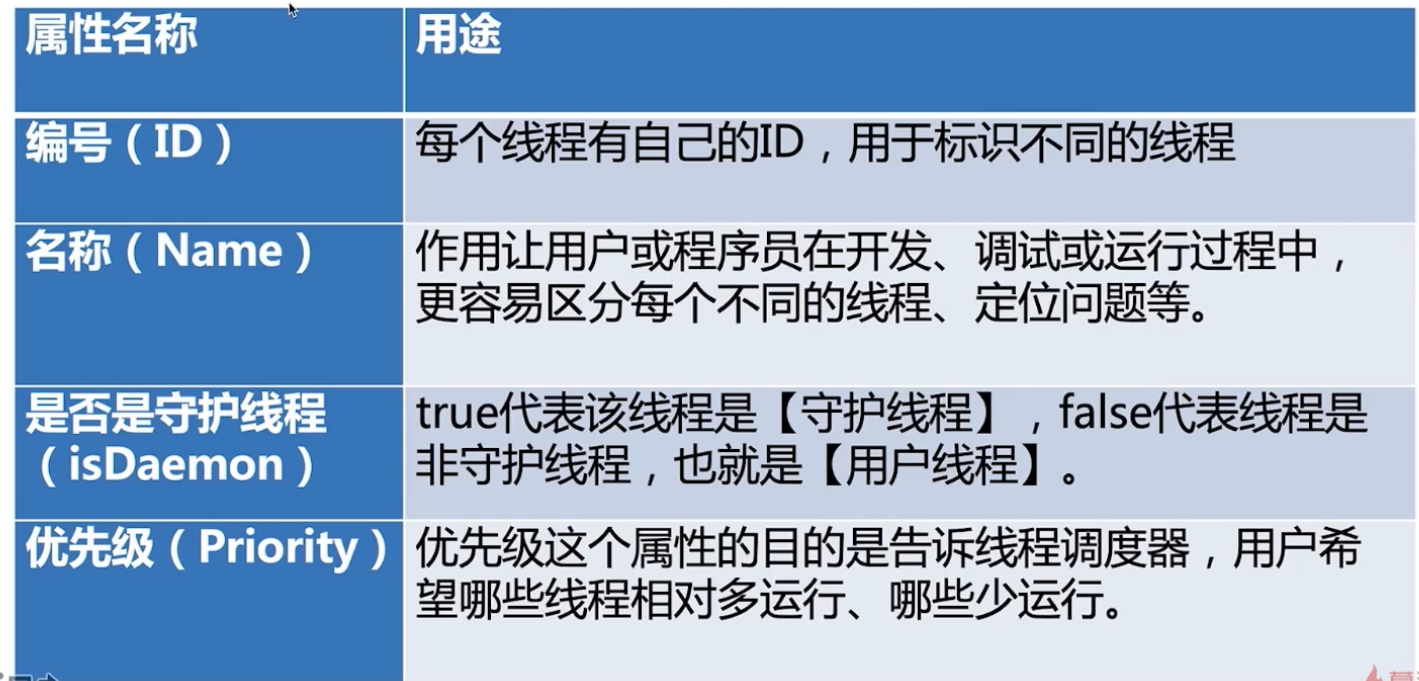 属性名称
用途
编号（ID）
每个线程有自己的ID，用于标识不同的线程
名称（Name）
作用让用户或程序员在开发、调试或运行过程中，
更容易区分每个不同的线程、定位问题等。
是否是守护线程
（isDaemon）
true代表该线程是【守护线程】，false代表线程是
非守护线程，也就是【用户线程】。
优先级（Priority）
优先级这个属性的目的是告诉线程调度器，用户希
望哪些线程相对多运行、哪些少运行。